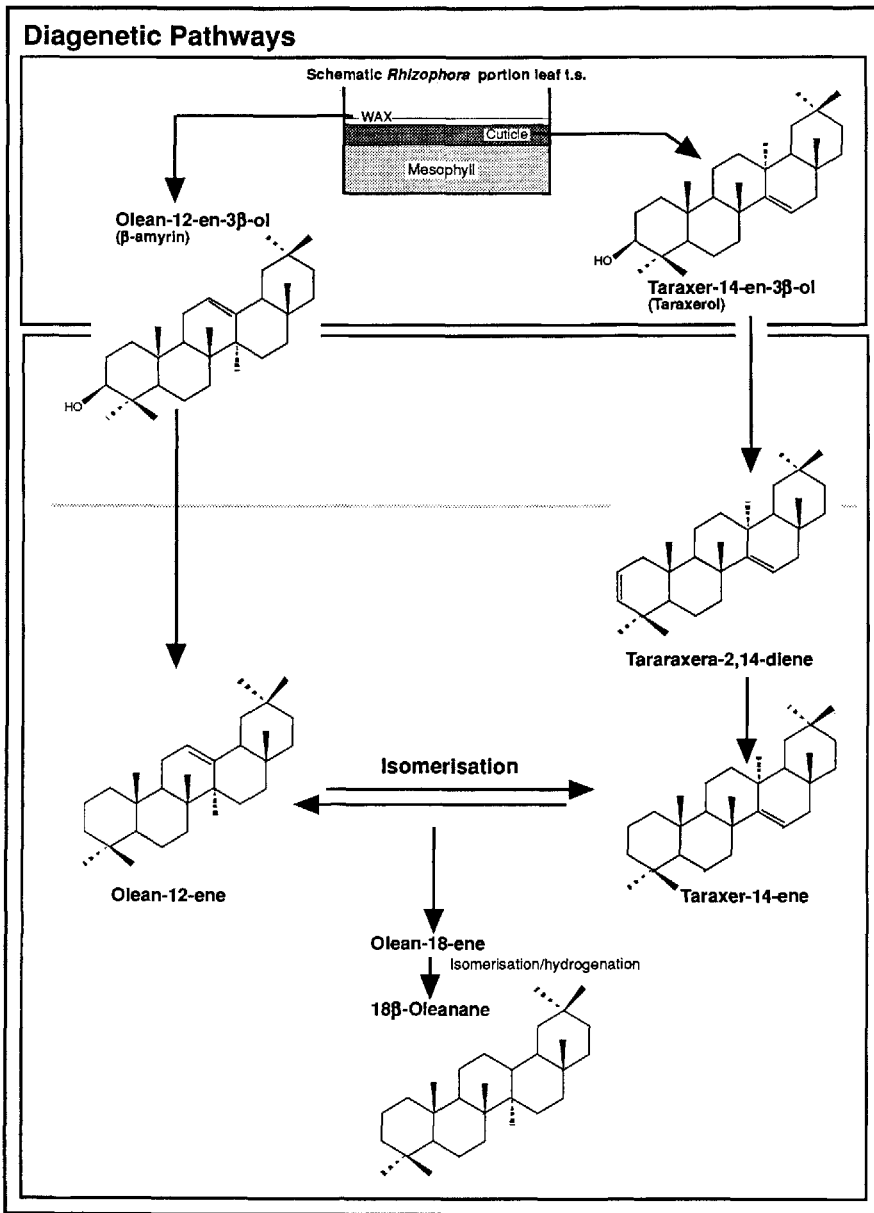 Diagenetic Pathways
Schematic Rhizophora portion leaf t.s.
WAX
Cuticle
Mesophyll
Olean-12-en-3β-ol
(β-amyrin)
HO
Taraxer-14-en-3β-ol
(Taraxerol)
HO
Tararaxera-2,14-diene
Isomerisation
Olean-12-ene
Taraxer-14-ene
Olean-18-ene
Isomerisation/hydrogenation
18β-Oleanane